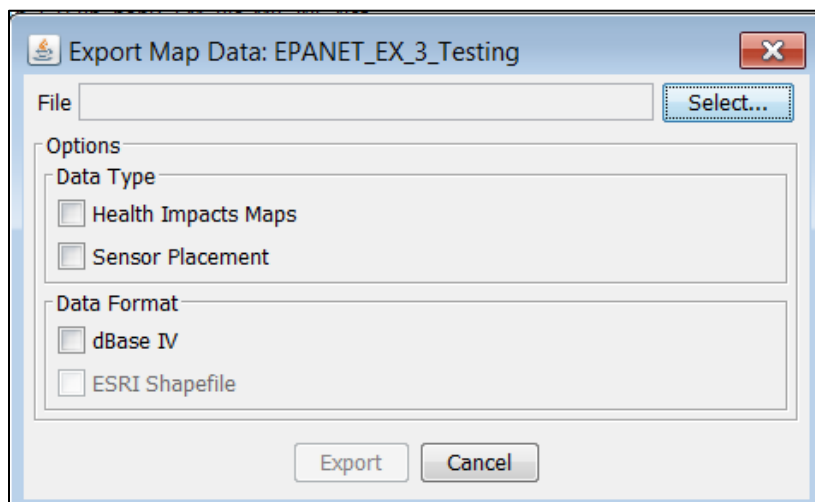 Export Map Data: EPANET_EX_3_Testing
File Select...
Options
Data Type
Health Impacts Maps
Sensor Placement
Data Format
dBase IV
ESRI Shapefile
Export Cancel